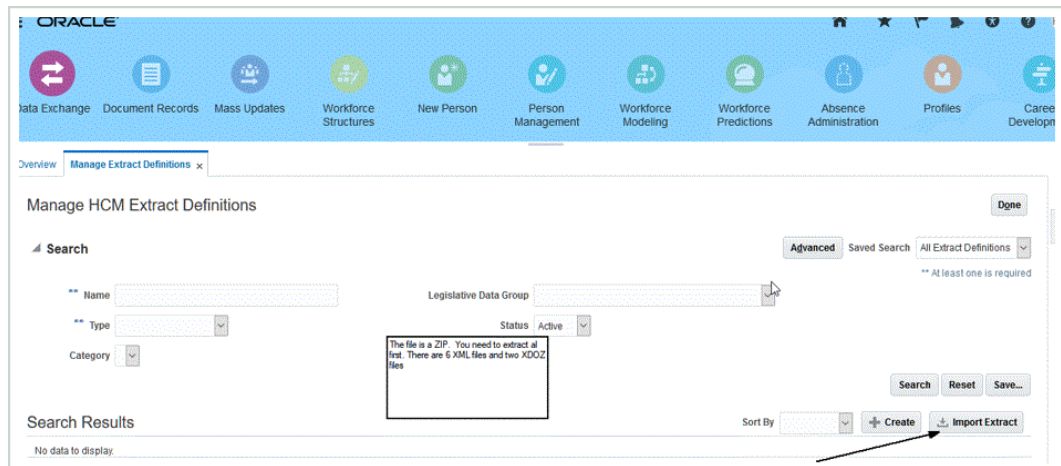 ORACLE
Data Exchange
Document Records
Mass Updates
Workforce
Structures
New Person
Person
Management
Workforce
Modeling
Workforce
Predictions
Absence
Administration
Profiles
Caree
Developm
Overview
Manage Extract Definitions x
Manage HCM Extract Definitions
Done
Search
Advanced
Saved Search
All Extract Definitions
** At least one is required
** Name
Legislative Data Group
** Type
Status
Active
Category
The file is a ZIP. You need to extract al
first. There are 6 XML files and two XDOZ
files
Search
Reset
Save...
Search Results
Sort By
Create
Import Extract
No data to display.